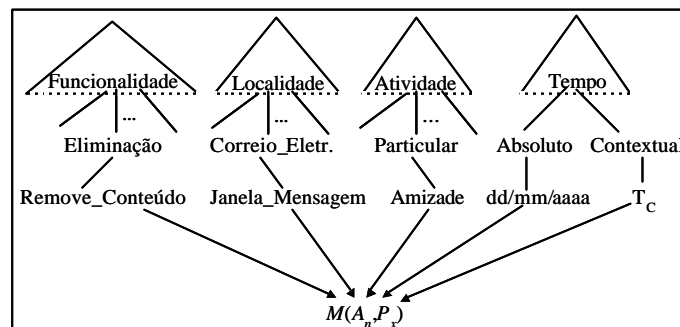 Funcionalidade Localidade Atividade Tempo
... ... ...
Eliminação Correio_Eletr. Particular Absoluto Contextual
Remove_Conteúdo Janela_Mensagem Amizade dd/mm/aaaa T_C
M(A_n,P_x)